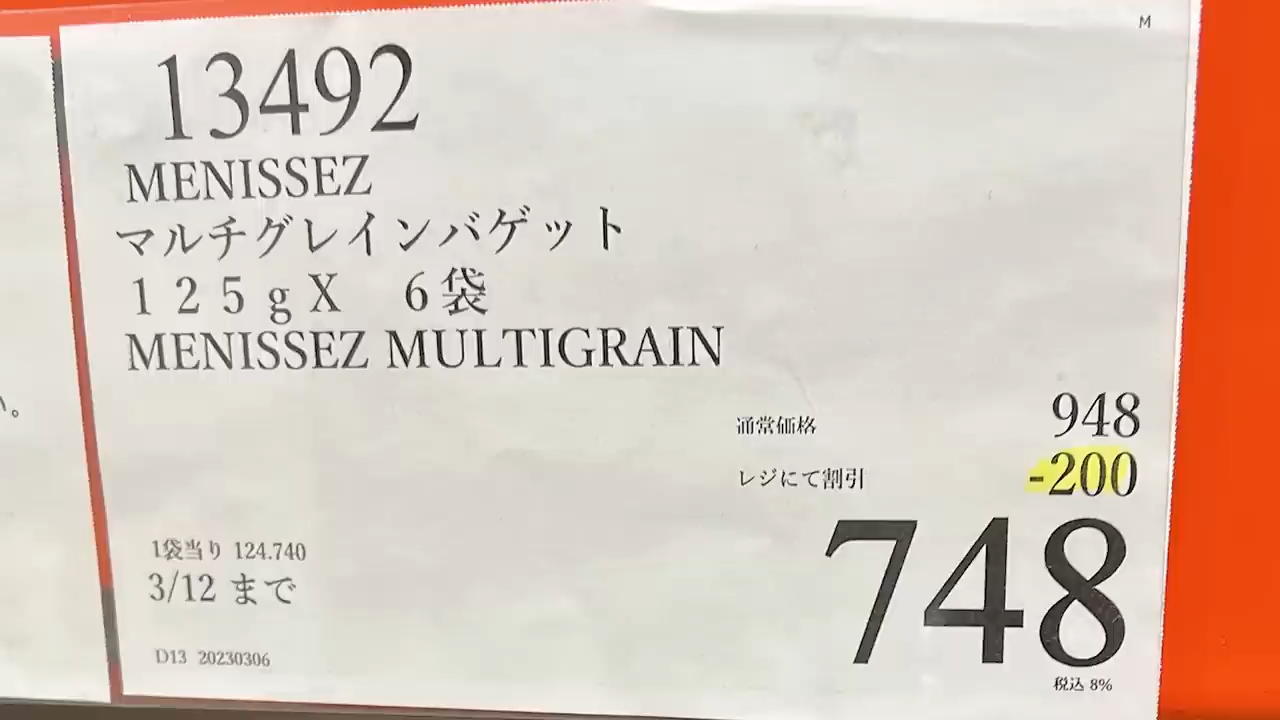 M
13492
MENISSEZ
マルチグレインバゲット
１２５ｇX　６袋
MENISSEZ MULTIGRAIN
通常価格 948
レジにて割引 -200
748
税込 8%
1袋当り 124.740
3/12 まで
D13 20230306
い。